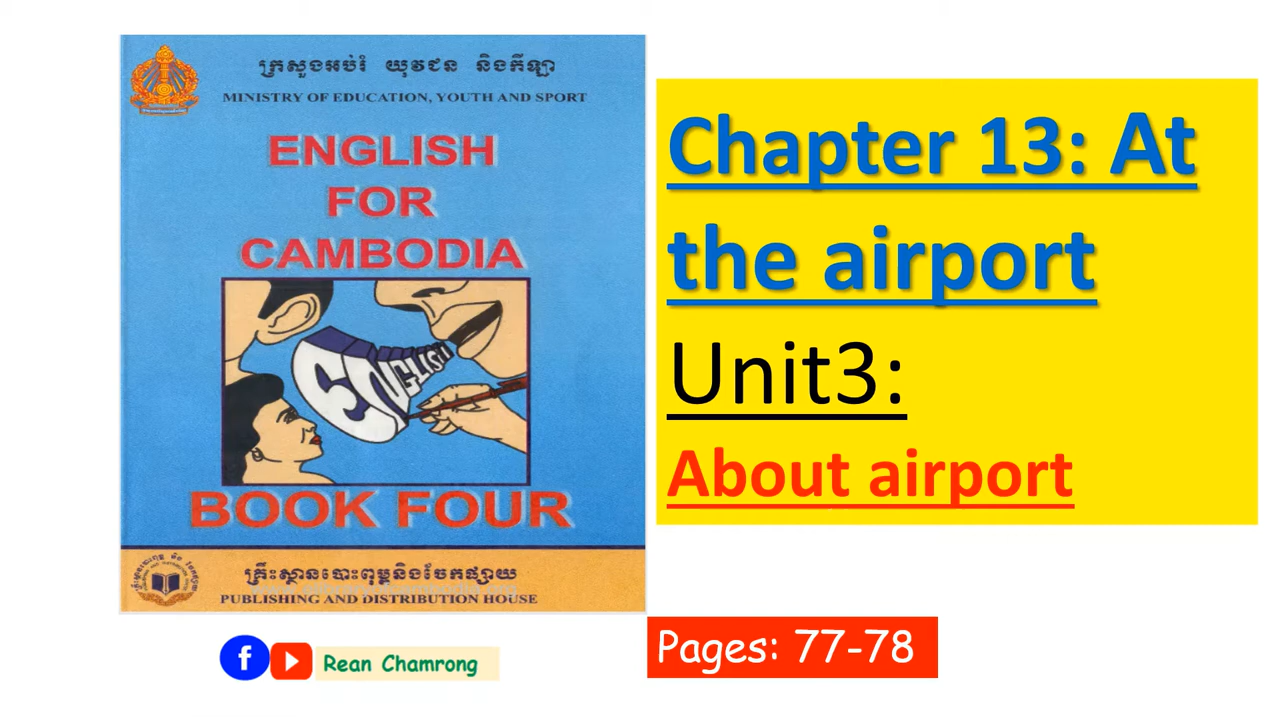 ក្រសួងអប់រំ យុវជន និងកីឡា
MINISTRY OF EDUCATION, YOUTH AND SPORT
ENGLISH
FOR
CAMBODIA
ENGLISH
BOOK FOUR
គ្រឹះស្ថានបោះពុម្ពនិងចែកផ្សាយ
PUBLISHING AND DISTRIBUTION HOUSE
Chapter 13: At
the airport
Unit3:
About airport
Pages: 77-78
f
Rean Chamrong